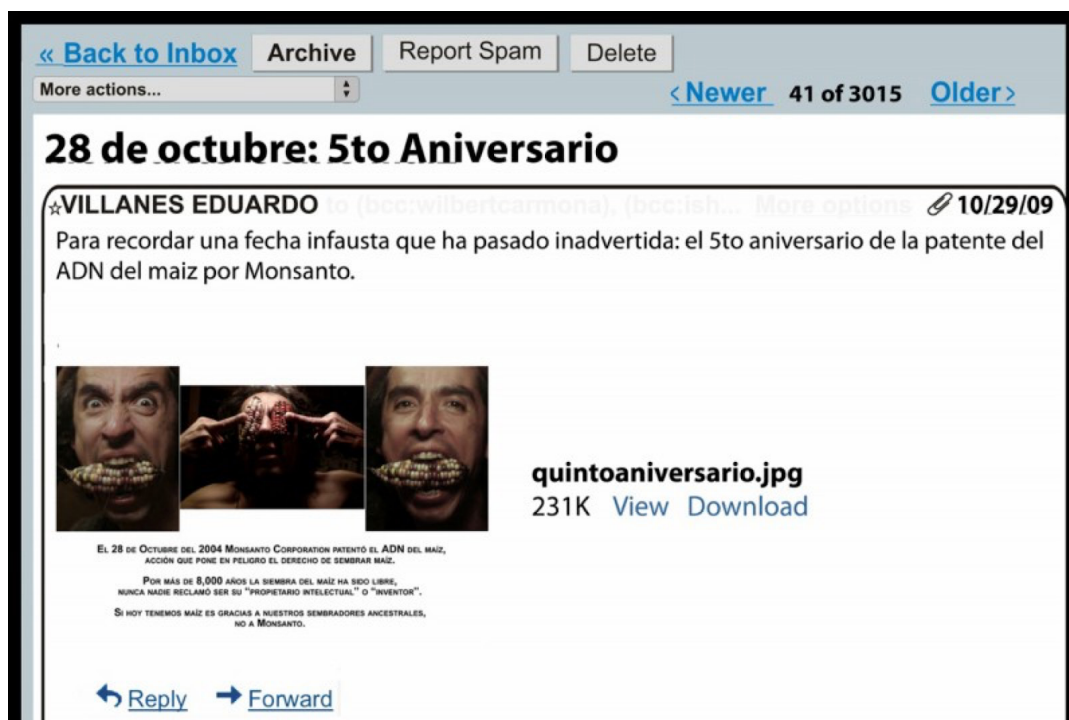 « Back to Inbox Archive Report Spam Delete
More actions...
< Newer 41 of 3015 Older >
28 de octubre: 5to Aniversario
☆VILLANES EDUARDO to (bcc:wilbertcarmona), (bcc:ish... More options 10/29/09
Para recordar una fecha infausta que ha pasado inadvertida: el 5to aniversario de la patente del
ADN del maiz por Monsanto.
quintoaniversario.jpg
231K View Download
El 28 de Octubre del 2004 Monsanto Corporation patentó el ADN del maíz,
acción que pone en peligro el derecho de sembrar maíz.
Por más de 8,000 años la siembra del maíz ha sido libre,
nunca nadie reclamó ser su "propietario intelectual" o "inventor".
Si hoy tenemos maíz es gracias a nuestros sembradores ancestrales,
no a Monsanto.
Reply Forward